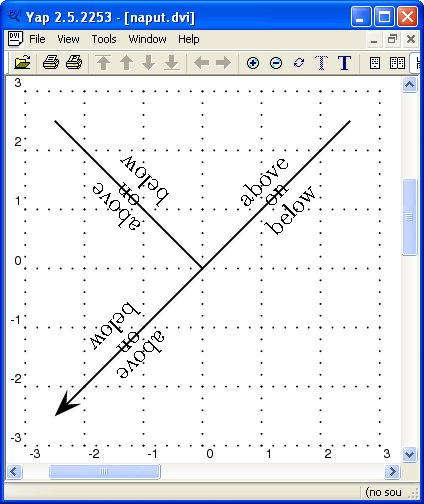 Yap 2.5.2253 - [naput.dvi]
DVI File View Tools Window Help
T T
3
2
1
0
-1
-2
-3
-3 -2 -1 0 1 2 3
below
on
above
above
on
below
below
on
above
(no sou